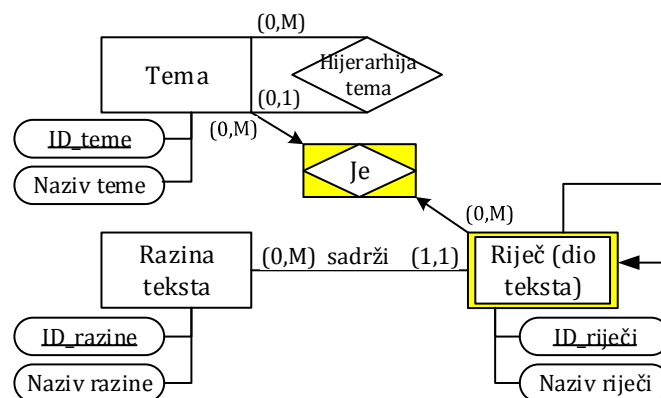 (0,M)
Tema
Hijerarhija
tema
(0,1)
(0,M)
ID_teme
Naziv teme
Je
(0,M)
Razina
teksta
(0,M) sadrži (1,1)
Riječ (dio
teksta)
ID_razine
ID_riječi
Naziv razine
Naziv riječi